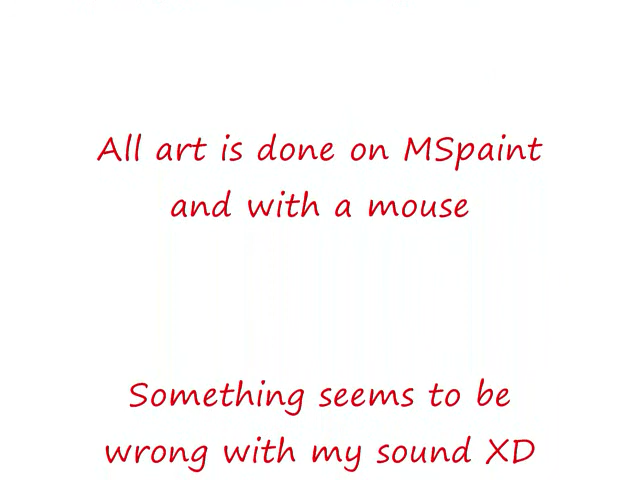 All art is done on MSpaint
and with a mouse
Something seems to be
wrong with my sound XD